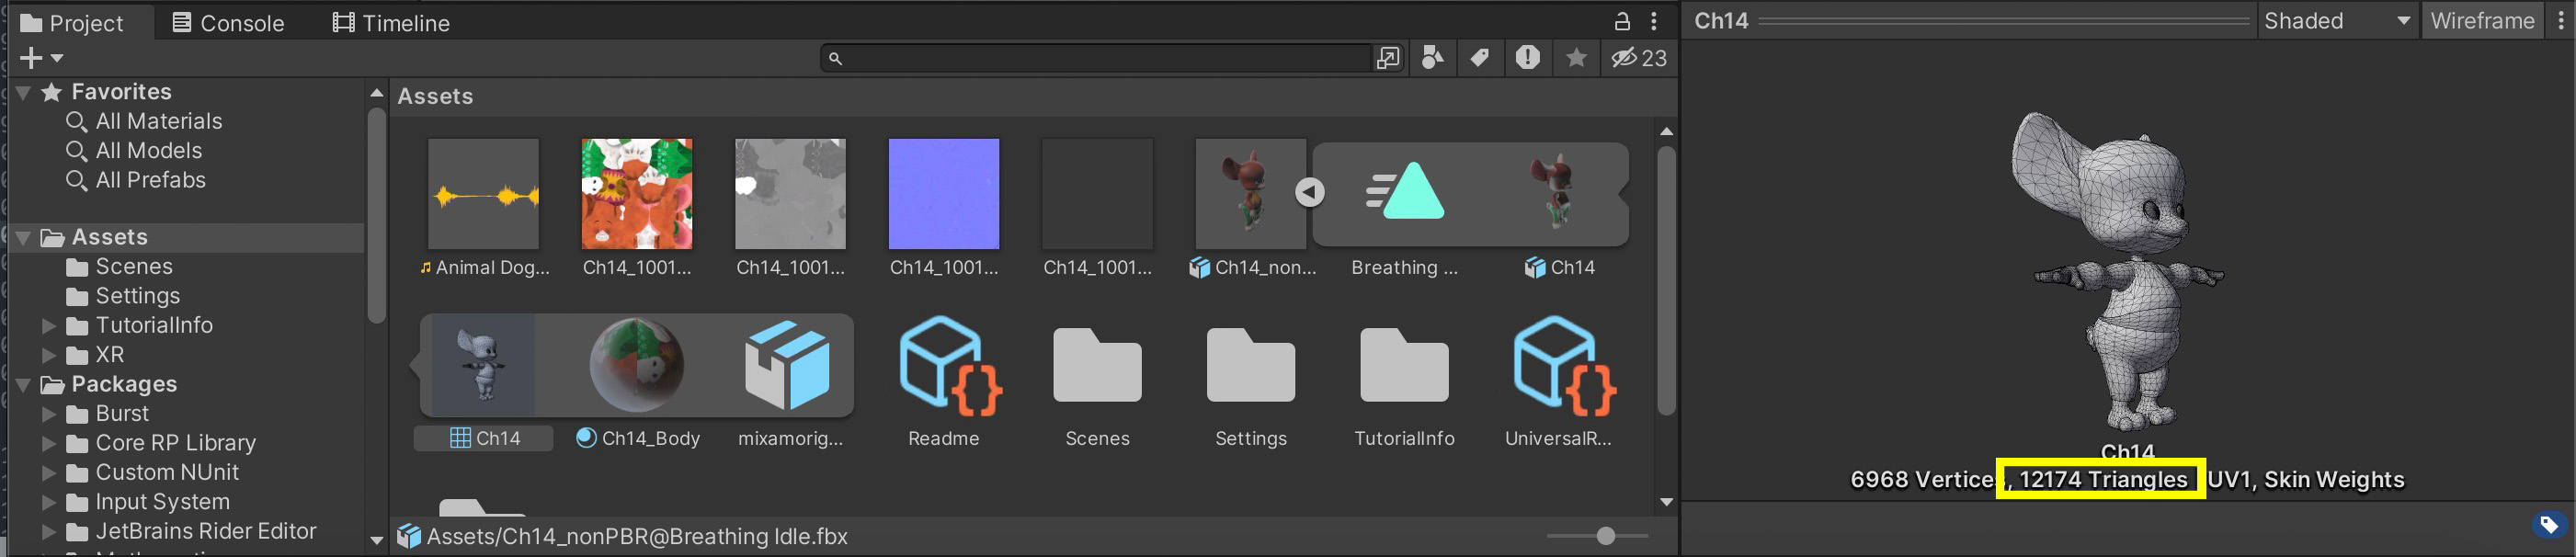 Project
Console
Timeline
23
Favorites
All Materials
All Models
All Prefabs
Assets
Scenes
Settings
TutorialInfo
XR
Packages
Burst
Core RP Library
Custom NUnit
Input System
JetBrains Rider Editor
Assets
Animal Dog...
Ch14_1001...
Ch14_1001...
Ch14_1001...
Ch14_1001...
Ch14_non...
Breathing ...
Ch14
Ch14
Ch14_Body
mixamorig...
Readme
Scenes
Settings
TutorialInfo
UniversalR...
Assets/Ch14_nonPBR@Breathing Idle.fbx
Ch14
Shaded
Wireframe
Ch14
6968 Vertices, 12174 Triangles UV1, Skin Weights